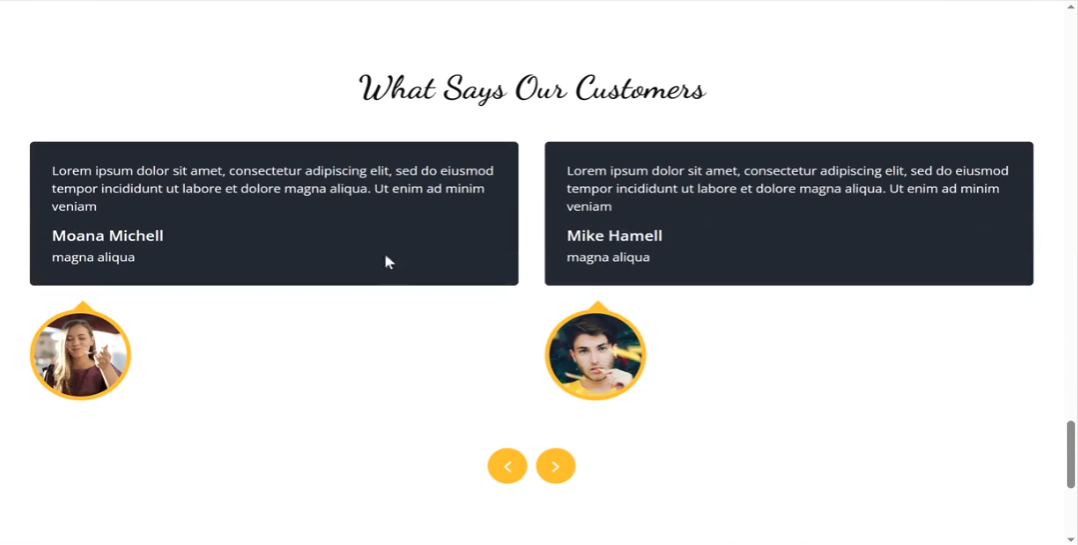 What Says Our Customers
Lorem ipsum dolor sit amet, consectetur adipiscing elit, sed do eiusmod
tempor incididunt ut labore et dolore magna aliqua. Ut enim ad minim
veniam
Moana Michell
magna aliqua
Lorem ipsum dolor sit amet, consectetur adipiscing elit, sed do eiusmod
tempor incididunt ut labore et dolore magna aliqua. Ut enim ad minim
veniam
Mike Hamell
magna aliqua